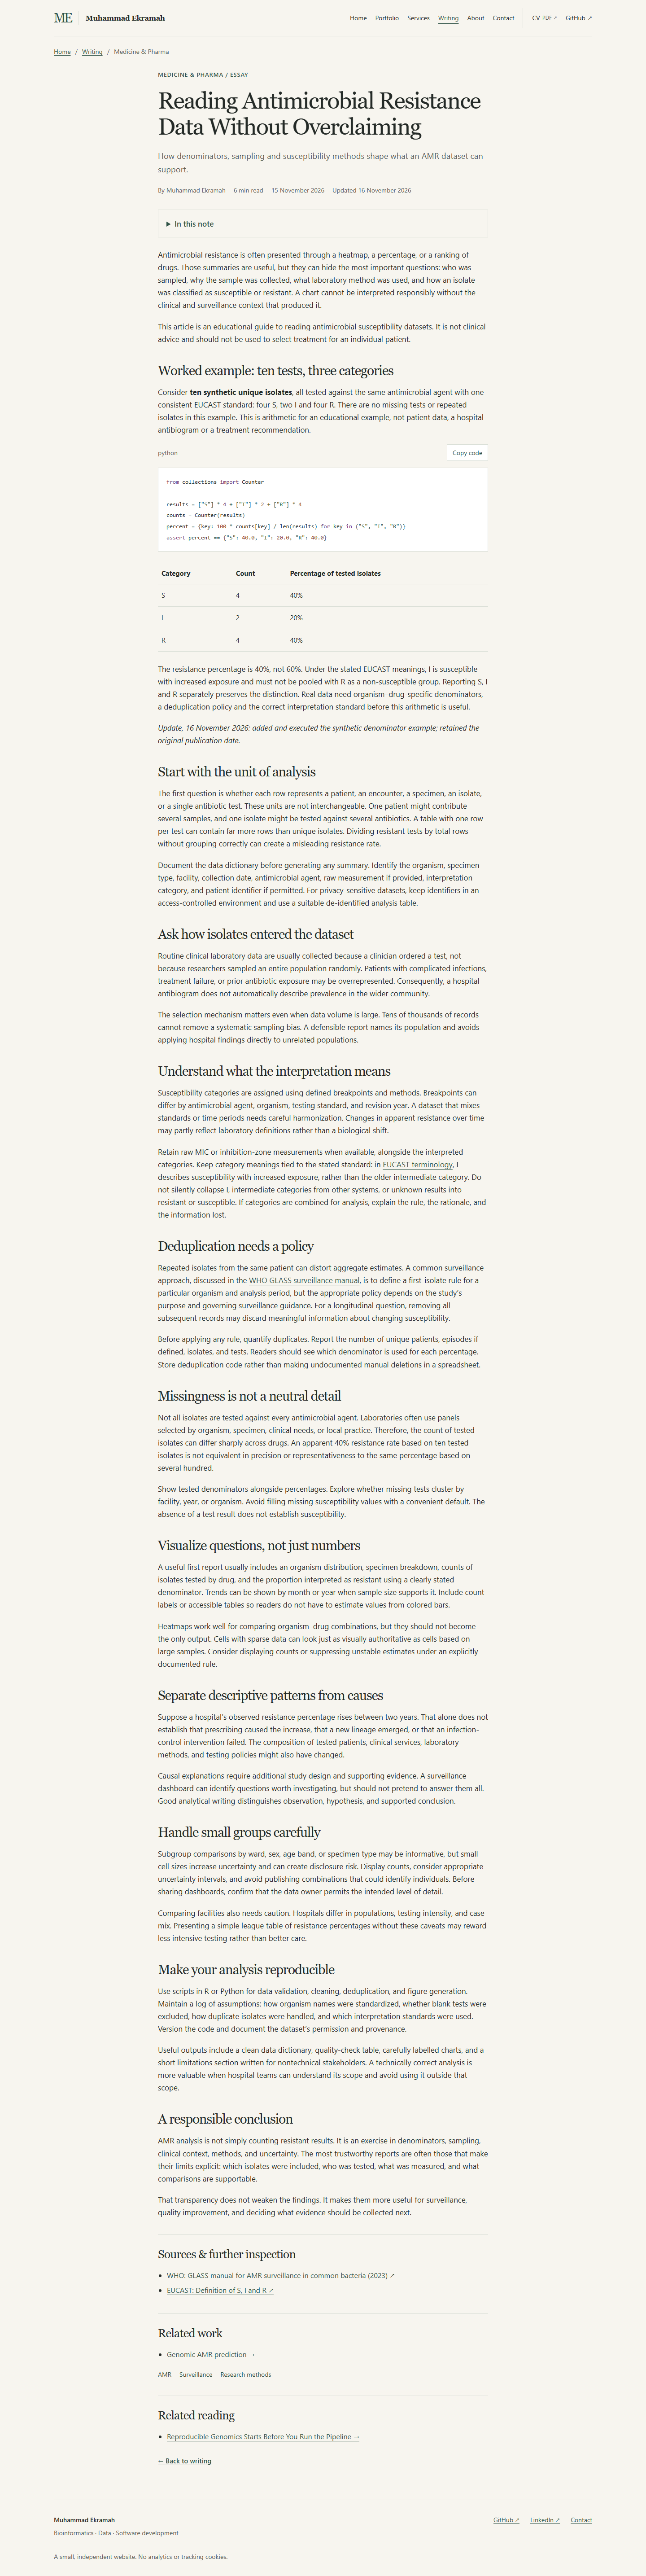 ME Muhammad Ekramah Home Portfolio Services Writing About Contact CV PDF ↗ GitHub ↗
Home / Writing / Medicine & Pharma
MEDICINE & PHARMA / ESSAY
Reading Antimicrobial Resistance
Data Without Overclaiming
How denominators, sampling and susceptibility methods shape what an AMR dataset can
support.
By Muhammad Ekramah 6 min read 15 November 2026 Updated 16 November 2026
▶ In this note
Antimicrobial resistance is often presented through a heatmap, a percentage, or a ranking of
drugs. Those summaries are useful, but they can hide the most important questions: who was
sampled, why the sample was collected, what laboratory method was used, and how an isolate
was classified as susceptible or resistant. A chart cannot be interpreted responsibly without the
clinical and surveillance context that produced it.
This article is an educational guide to reading antimicrobial susceptibility datasets. It is not clinical
advice and should not be used to select treatment for an individual patient.
Worked example: ten tests, three categories
Consider ten synthetic unique isolates, all tested against the same antimicrobial agent with one
consistent EUCAST standard: four S, two I and four R. There are no missing tests or repeated
isolates in this example. This is arithmetic for an educational example, not patient data, a hospital
antibiogram or a treatment recommendation.
python Copy code
from collections import Counter
results = ["S"] * 4 + ["I"] * 2 + ["R"] * 4
counts = Counter(results)
percent = {key: 100 * counts[key] / len(results) for key in ("S", "I", "R")}
assert percent == {"S": 40.0, "I": 20.0, "R": 40.0}
Category Count Percentage of tested isolates
S 4 40%
I 2 20%
R 4 40%
The resistance percentage is 40%, not 60%. Under the stated EUCAST meanings, I is susceptible
with increased exposure and must not be pooled with R as a non-susceptible group. Reporting S, I
and R separately preserves the distinction. Real data need organism–drug-specific denominators,
a deduplication policy and the correct interpretation standard before this arithmetic is useful.
Update, 16 November 2026: added and executed the synthetic denominator example; retained the
original publication date.
Start with the unit of analysis
The first question is whether each row represents a patient, an encounter, a specimen, an isolate,
or a single antibiotic test. These units are not interchangeable. One patient might contribute
several samples, and one isolate might be tested against several antibiotics. A table with one row
per test can contain far more rows than unique isolates. Dividing resistant tests by total rows
without grouping correctly can create a misleading resistance rate.
Document the data dictionary before generating any summary. Identify the organism, specimen
type, facility, collection date, antimicrobial agent, raw measurement if provided, interpretation
category, and patient identifier if permitted. For privacy-sensitive datasets, keep identifiers in an
access-controlled environment and use a suitable de-identified analysis table.
Ask how isolates entered the dataset
Routine clinical laboratory data are usually collected because a clinician ordered a test, not
because researchers sampled an entire population randomly. Patients with complicated infections,
treatment failure, or prior antibiotic exposure may be overrepresented. Consequently, a hospital
antibiogram does not automatically describe prevalence in the wider community.
The selection mechanism matters even when data volume is large. Tens of thousands of records
cannot remove a systematic sampling bias. A defensible report names its population and avoids
applying hospital findings directly to unrelated populations.
Understand what the interpretation means
Susceptibility categories are assigned using defined breakpoints and methods. Breakpoints can
differ by antimicrobial agent, organism, testing standard, and revision year. A dataset that mixes
standards or time periods needs careful harmonization. Changes in apparent resistance over time
may partly reflect laboratory definitions rather than a biological shift.
Retain raw MIC or inhibition-zone measurements when available, alongside the interpreted
categories. Keep category meanings tied to the stated standard: in EUCAST terminology, I
describes susceptibility with increased exposure, rather than the older intermediate category. Do
not silently collapse I, intermediate categories from other systems, or unknown results into
resistant or susceptible. If categories are combined for analysis, explain the rule, the rationale, and
the information lost.
Deduplication needs a policy
Repeated isolates from the same patient can distort aggregate estimates. A common surveillance
approach, discussed in the WHO GLASS surveillance manual, is to define a first-isolate rule for a
particular organism and analysis period, but the appropriate policy depends on the study's
purpose and governing surveillance guidance. For a longitudinal question, removing all
subsequent records may discard meaningful information about changing susceptibility.
Before applying any rule, quantify duplicates. Report the number of unique patients, episodes if
defined, isolates, and tests. Readers should see which denominator is used for each percentage.
Store deduplication code rather than making undocumented manual deletions in a spreadsheet.
Missingness is not a neutral detail
Not all isolates are tested against every antimicrobial agent. Laboratories often use panels
selected by organism, specimen, clinical needs, or local practice. Therefore, the count of tested
isolates can differ sharply across drugs. An apparent 40% resistance rate based on ten tested
isolates is not equivalent in precision or representativeness to the same percentage based on
several hundred.
Show tested denominators alongside percentages. Explore whether missing tests cluster by
facility, year, or organism. Avoid filling missing susceptibility values with a convenient default. The
absence of a test result does not establish susceptibility.
Visualize questions, not just numbers
A useful first report usually includes an organism distribution, specimen breakdown, counts of
isolates tested by drug, and the proportion interpreted as resistant using a clearly stated
denominator. Trends can be shown by month or year when sample size supports it. Include count
labels or accessible tables so readers do not have to estimate values from colored bars.
Heatmaps work well for comparing organism–drug combinations, but they should not become
the only output. Cells with sparse data can look just as visually authoritative as cells based on
large samples. Consider displaying counts or suppressing unstable estimates under an explicitly
documented rule.
Separate descriptive patterns from causes
Suppose a hospital's observed resistance percentage rises between two years. That alone does not
establish that prescribing caused the increase, that a new lineage emerged, or that an infection-
control intervention failed. The composition of tested patients, clinical services, laboratory
methods, and testing policies might also have changed.
Causal explanations require additional study design and supporting evidence. A surveillance
dashboard can identify questions worth investigating, but should not pretend to answer them all.
Good analytical writing distinguishes observation, hypothesis, and supported conclusion.
Handle small groups carefully
Subgroup comparisons by ward, sex, age band, or specimen type may be informative, but small
cell sizes increase uncertainty and can create disclosure risk. Display counts, consider appropriate
uncertainty intervals, and avoid publishing combinations that could identify individuals. Before
sharing dashboards, confirm that the data owner permits the intended level of detail.
Comparing facilities also needs caution. Hospitals differ in populations, testing intensity, and case
mix. Presenting a simple league table of resistance percentages without these caveats may reward
less intensive testing rather than better care.
Make your analysis reproducible
Use scripts in R or Python for data validation, cleaning, deduplication, and figure generation.
Maintain a log of assumptions: how organism names were standardized, whether blank tests were
excluded, how duplicate isolates were handled, and which interpretation standards were used.
Version the code and document the dataset's permission and provenance.
Useful outputs include a clean data dictionary, quality-check table, carefully labelled charts, and a
short limitations section written for nontechnical stakeholders. A technically correct analysis is
more valuable when hospital teams can understand its scope and avoid using it outside that
scope.
A responsible conclusion
AMR analysis is not simply counting resistant results. It is an exercise in denominators, sampling,
clinical context, methods, and uncertainty. The most trustworthy reports are often those that make
their limits explicit: which isolates were included, who was tested, what was measured, and what
comparisons are supportable.
That transparency does not weaken the findings. It makes them more useful for surveillance,
quality improvement, and deciding what evidence should be collected next.
Sources & further inspection
• WHO: GLASS manual for AMR surveillance in common bacteria (2023) ↗
• EUCAST: Definition of S, I and R ↗
Related work
• Genomic AMR prediction →
AMR Surveillance Research methods
Related reading
• Reproducible Genomics Starts Before You Run the Pipeline →
← Back to writing
Muhammad Ekramah GitHub ↗ LinkedIn ↗ Contact
Bioinformatics · Data · Software development
A small, independent website. No analytics or tracking cookies.